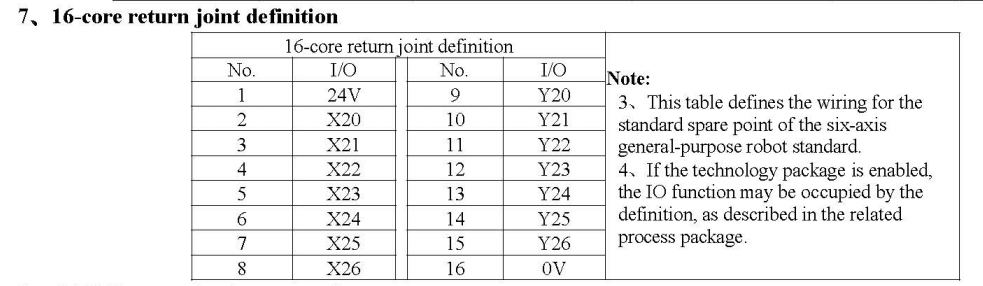 7、16-core return joint definition
16-core return joint definition
No. I/O No. I/O
1 24V 9 Y20
2 X20 10 Y21
3 X21 11 Y22
4 X22 12 Y23
5 X23 13 Y24
6 X24 14 Y25
7 X25 15 Y26
8 X26 16 0V
Note:
3、This table defines the wiring for the
standard spare point of the six-axis
general-purpose robot standard.
4、If the technology package is enabled,
the IO function may be occupied by the
definition, as described in the related
process package.